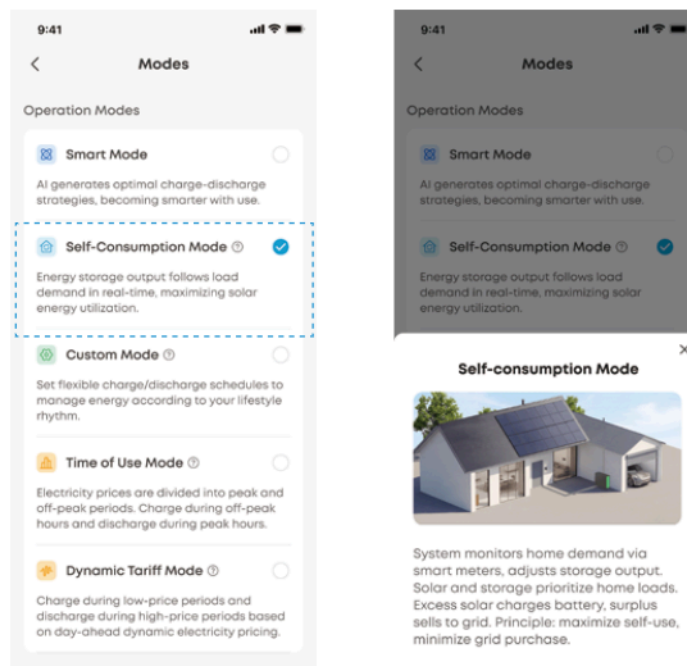 9:41
Modes
Operation Modes
Smart Mode
AI generates optimal charge-discharge
strategies, becoming smarter with use.
Self-Consumption Mode
Energy storage output follows load
demand in real-time, maximizing solar
energy utilization.
Custom Mode
Set flexible charge/discharge schedules to
manage energy according to your lifestyle
rhythm.
Time of Use Mode
Electricity prices are divided into peak and
off-peak periods. Charge during off-peak
hours and discharge during peak hours.
Dynamic Tariff Mode
Charge during low-price periods and
discharge during high-price periods based
on day-ahead dynamic electricity pricing.
9:41
Modes
Operation Modes
Smart Mode
AI generates optimal charge-discharge
strategies, becoming smarter with use.
Self-Consumption Mode
Energy storage output follows load
demand in real-time, maximizing solar
energy utilization.
Self-consumption Mode
System monitors home demand via
smart meters, adjusts storage output.
Solar and storage prioritize home loads.
Excess solar charges battery, surplus
sells to grid. Principle: maximize self-use,
minimize grid purchase.